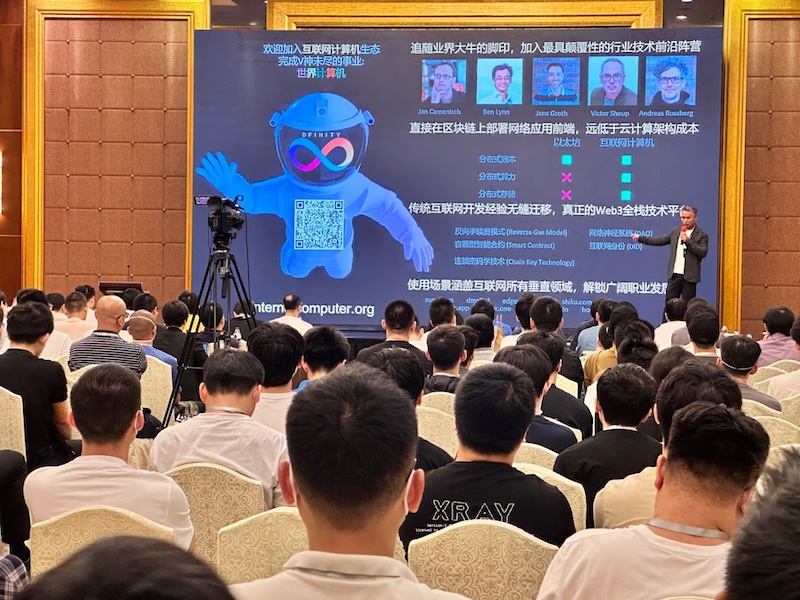 欢迎加入互联网计算机生态
完成V神未尽的事业:
世界计算机
DFINITY
internetcomputer.org
追随业界大牛的脚印，加入最具颠覆性的行业技术前沿阵营
Jan Camenisch
Ben Lynn
Jens Groth
Victor Shoup
Andreas Rossberg
直接在区块链上部署网络应用前端，远低于云计算架构成本
以太坊 互联网计算机
分布式账本
分布式算力
分布式存储
传统互联网开发经验无缝迁移，真正的Web3全栈技术平
反向手续费模式 (Reverse Gas Model) 网络神经系统 (DAO)
容器型智能合约 (Smart Contract) 互联网身份 (DID)
连锁密码学技术 (Chain Key Technology)
使用场景涵盖互联网所有垂直领域，解锁广阔职业发
XRAY